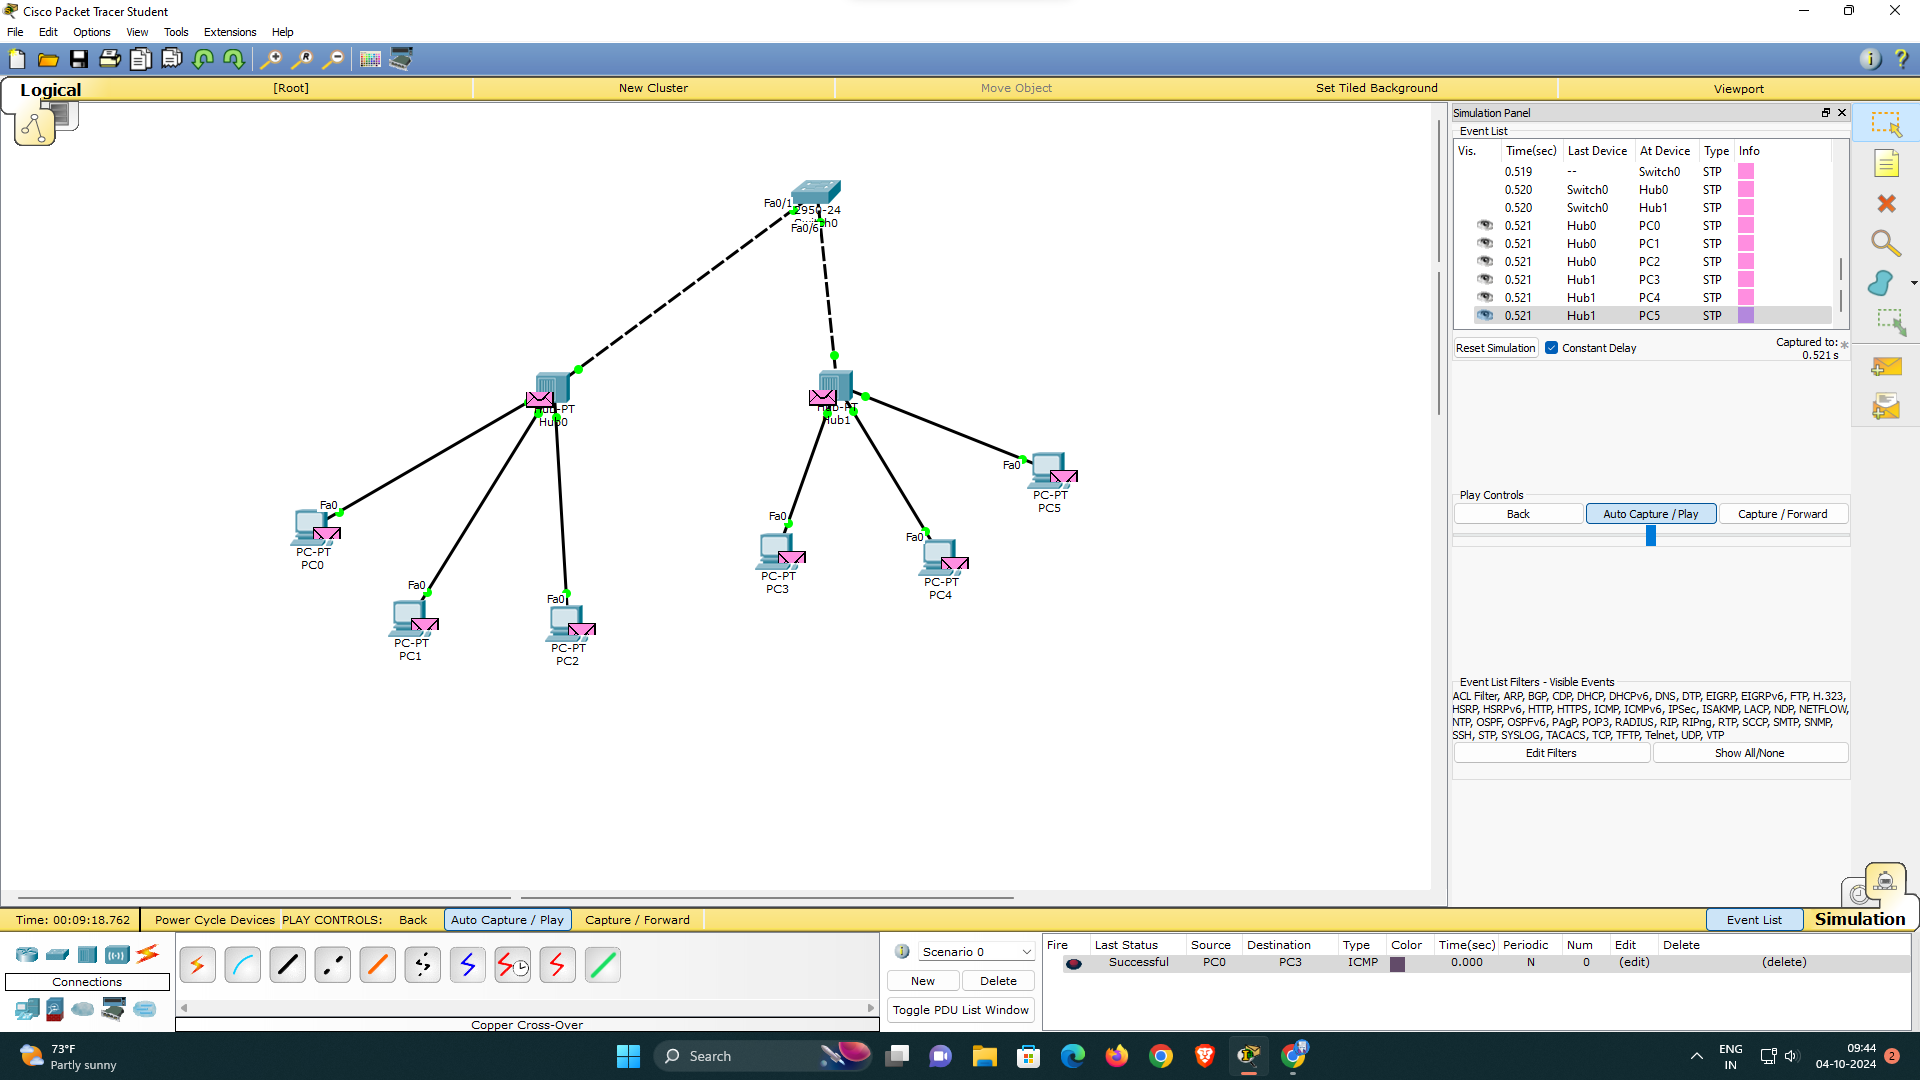 Cisco Packet Tracer Student
File Edit Options View Tools Extensions Help
Logical [Root] New Cluster Move Object Set Tiled Background Viewport
Simulation Panel
Event List
Vis. Time(sec) Last Device At Device Type Info
0.519 -- Switch0 STP
0.520 Switch0 Hub0 STP
0.520 Switch0 Hub1 STP
0.521 Hub0 PC0 STP
0.521 Hub0 PC1 STP
0.521 Hub0 PC2 STP
0.521 Hub1 PC3 STP
0.521 Hub1 PC4 STP
0.521 Hub1 PC5 STP
Reset Simulation Constant Delay Captured to: *
0.521 s
Fa0/1
2950-24
Switch0
Fa0/6
Hub-PT
Hub0
Hub-PT
Hub1
Fa0
PC-PT
PC5
Fa0
PC-PT
PC0
Fa0
PC-PT
PC3
Fa0
PC-PT
PC4
Fa0
PC-PT
PC1
Fa0
PC-PT
PC2
Play Controls
Back Auto Capture / Play Capture / Forward
Event List Filters - Visible Events
ACL Filter, ARP, BGP, CDP, DHCP, DHCPv6, DNS, DTP, EIGRP, EIGRPv6, FTP, H.323,
HSRP, HSRPv6, HTTP, HTTPS, ICMP, ICMPv6, IPSec, ISAKMP, LACP, NDP, NETFLOW,
NTP, OSPF, OSPFv6, PAgP, POP3, RADIUS, RIP, RIPng, RTP, SCCP, SMTP, SNMP,
SSH, STP, SYSLOG, TACACS, TCP, TFTP, Telnet, UDP, VTP
Edit Filters Show All/None
Time: 00:09:18.762 Power Cycle Devices PLAY CONTROLS: Back Auto Capture / Play Capture / Forward Event List Simulation
Connections
Copper Cross-Over
Scenario 0
New Delete
Toggle PDU List Window
Fire Last Status Source Destination Type Color Time(sec) Periodic Num Edit Delete
Successful PC0 PC3 ICMP 0.000 N 0 (edit) (delete)
73°F
Partly sunny
Search
ENG
IN
09:44
04-10-2024
2